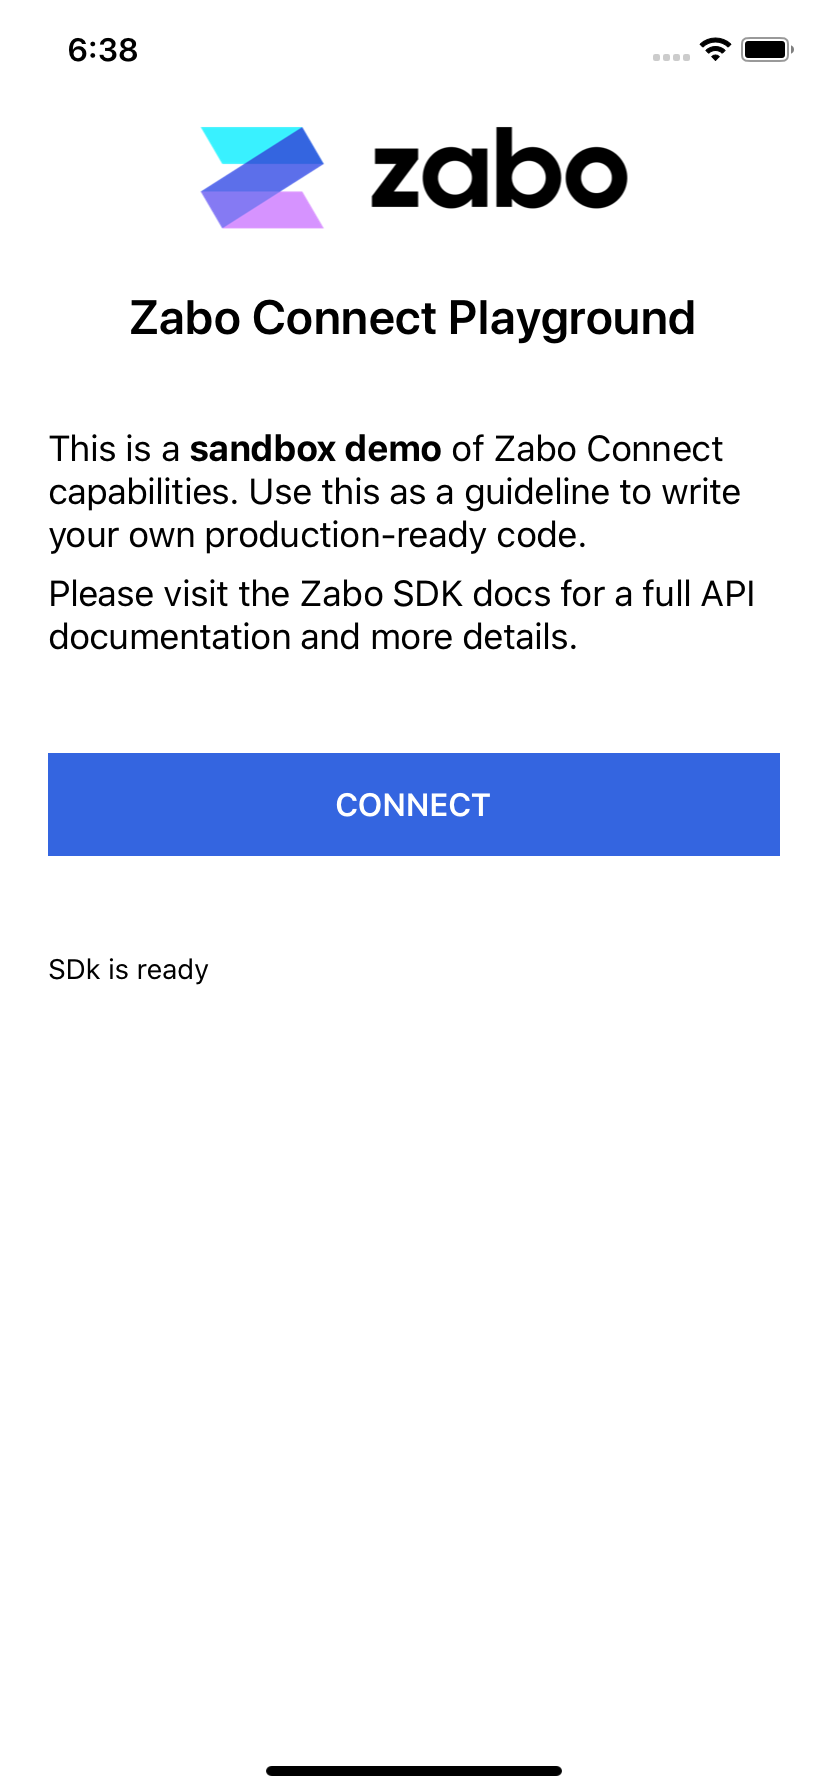 6:38
zabo
Zabo Connect Playground
This is a sandbox demo of Zabo Connect
capabilities. Use this as a guideline to write
your own production-ready code.
Please visit the Zabo SDK docs for a full API
documentation and more details.
CONNECT
SDk is ready